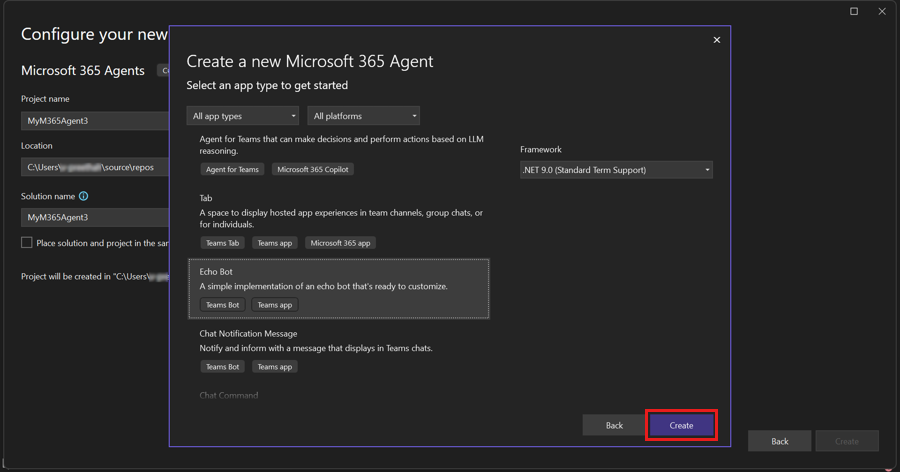 Configure your new
Microsoft 365 Agents
Project name
MyM365Agent3
Location
C:\Users\ \source\repos
Solution name
MyM365Agent3
Place solution and project in the
Project will be created in "C:\Users\
Create a new Microsoft 365 Agent
Select an app type to get started
All app types
All platforms
Agent for Teams that can make decisions and perform actions based on LLM
reasoning.
Agent for Teams
Microsoft 365 Copilot
Tab
A space to display hosted app experiences in team channels, group chats, or
for individuals.
Teams Tab
Teams app
Microsoft 365 app
Echo Bot
A simple implementation of an echo bot that's ready to customize.
Teams Bot
Teams app
Chat Notification Message
Notify and inform with a message that displays in Teams chats.
Teams Bot
Teams app
Chat Command
Framework
.NET 9.0 (Standard Term Support)
Back
Create
Back
Create